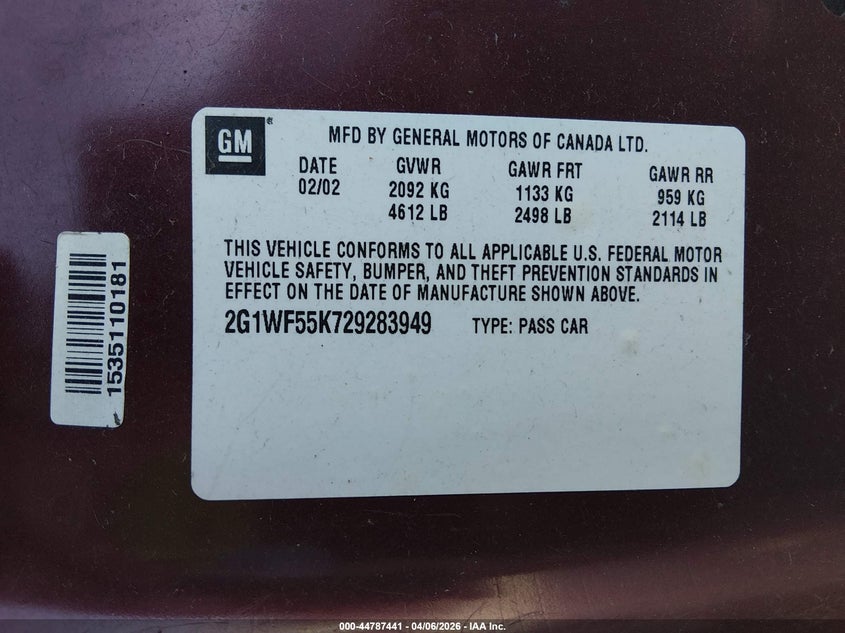 GM ®
MFD BY GENERAL MOTORS OF CANADA LTD.
DATE GVWR GAWR FRT GAWR RR
02/02 2092 KG 1133 KG 959 KG
4612 LB 2498 LB 2114 LB
THIS VEHICLE CONFORMS TO ALL APPLICABLE U.S. FEDERAL MOTOR
VEHICLE SAFETY, BUMPER, AND THEFT PREVENTION STANDARDS IN
EFFECT ON THE DATE OF MANUFACTURE SHOWN ABOVE.
2G1WF55K729283949 TYPE: PASS CAR
1535110181
000-44787441 - 04/06/2026 - IAA Inc.